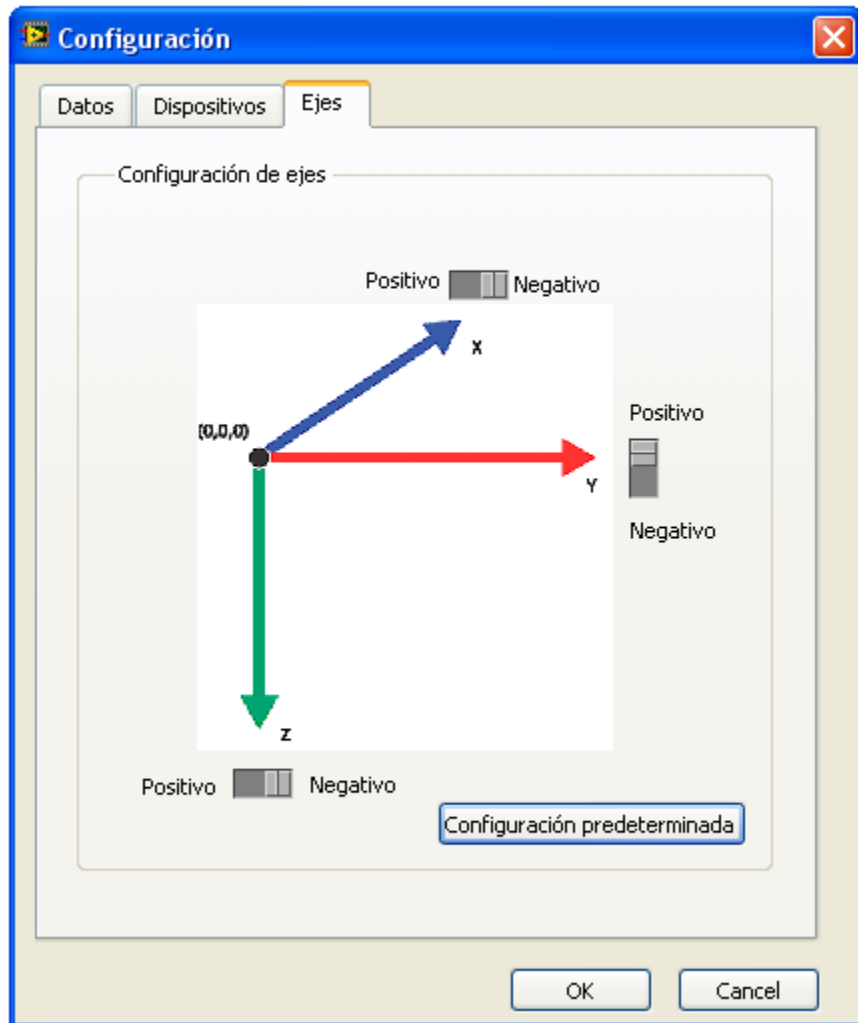 Configuración
Datos
Dispositivos
Ejes
Configuración de ejes
Positivo
Negativo
X
(0,0,0)
Positivo
Y
Negativo
Z
Positivo
Negativo
Configuración predeterminada
OK
Cancel